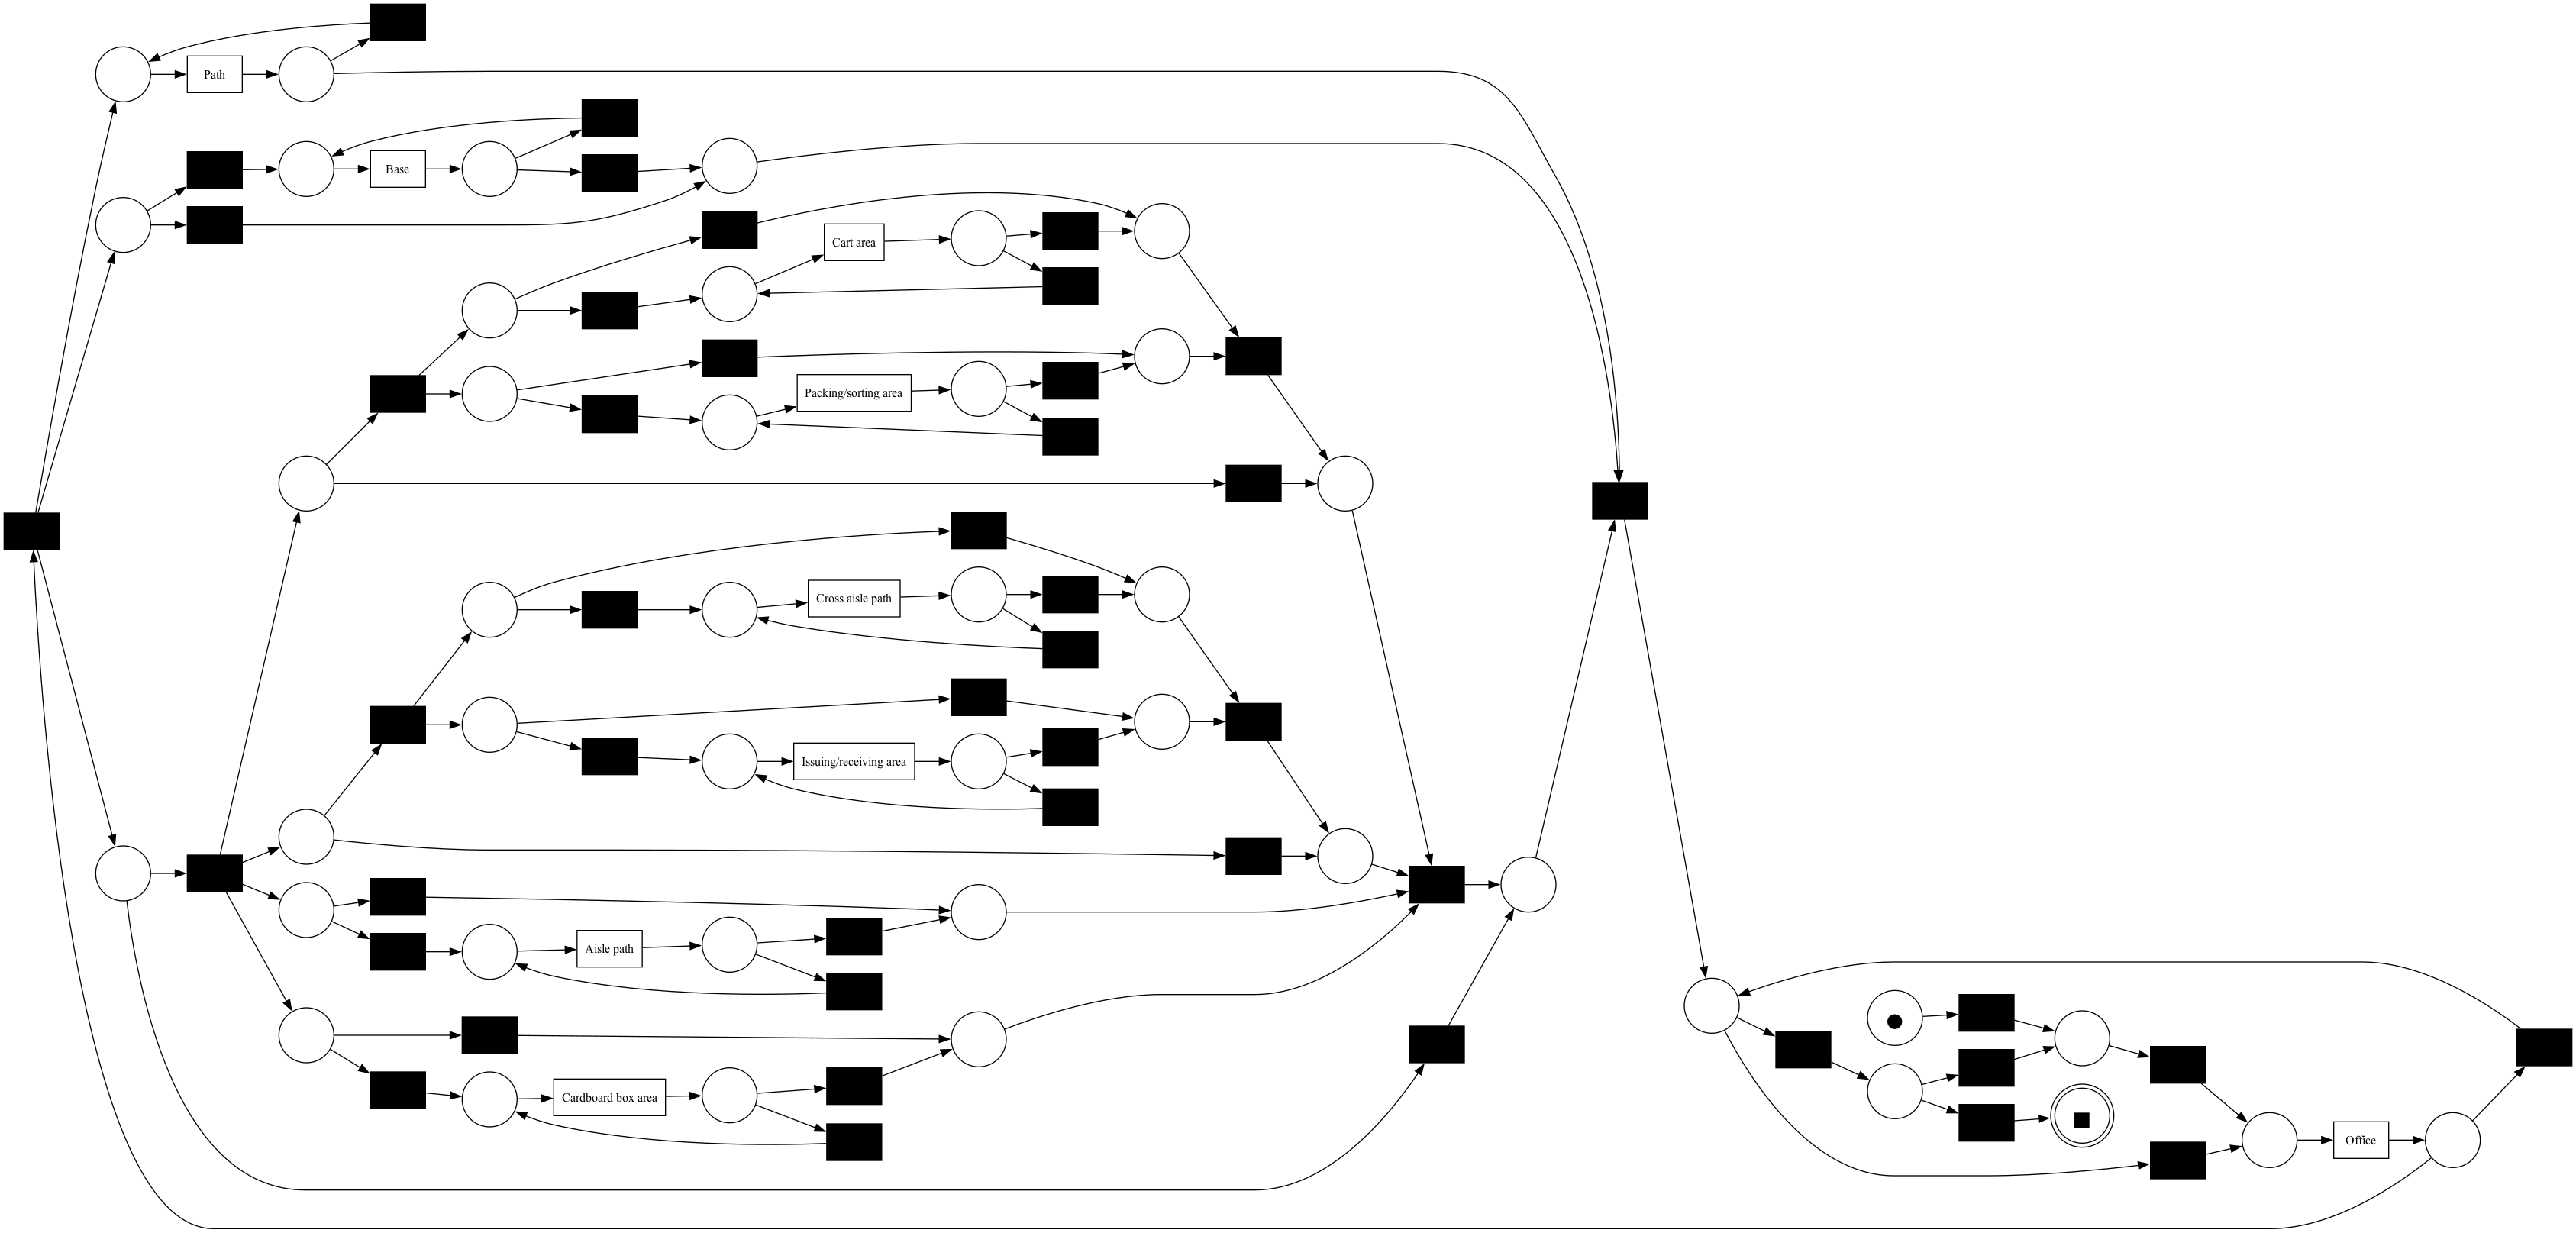 Path
Base
Cart area
Packing/sorting area
Cross aisle path
Issuing/receiving area
Aisle path
Cardboard box area
Office